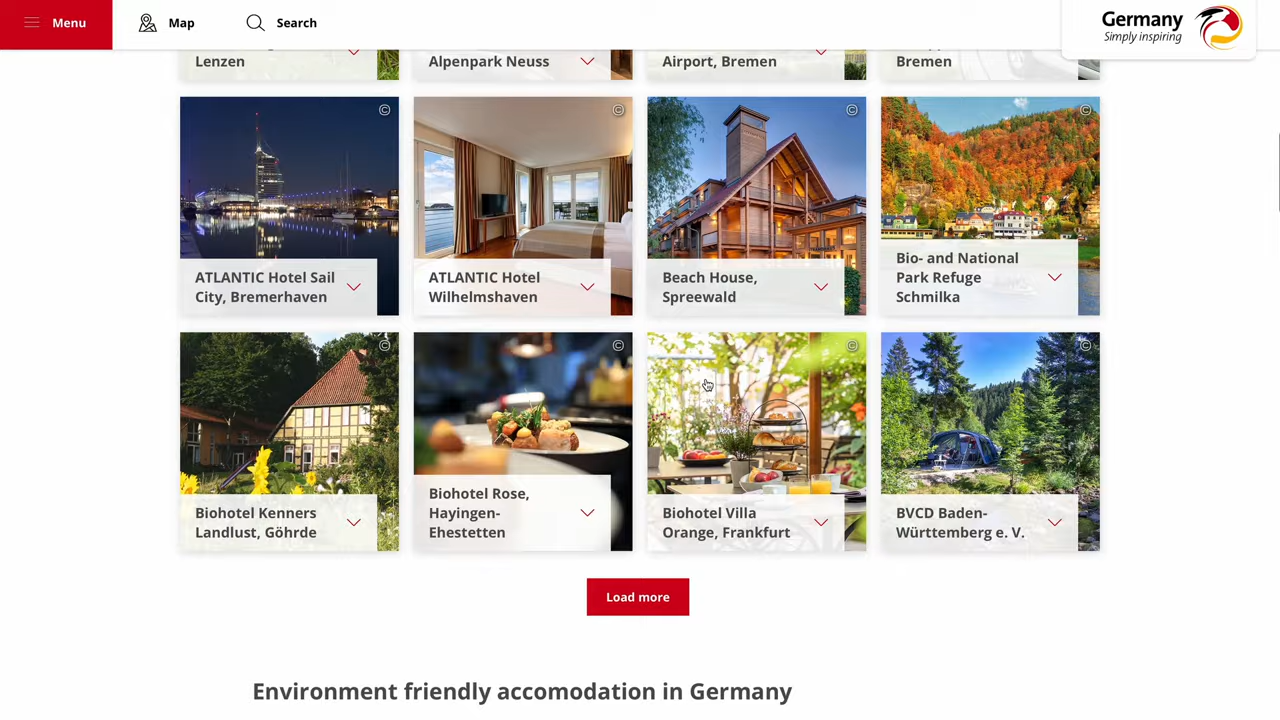 Menu
Map
Search
Germany
Simply inspiring
Lenzen
Alpenpark Neuss
Airport, Bremen
Bremen
©
©
©
©
ATLANTIC Hotel Sail
City, Bremerhaven
ATLANTIC Hotel
Wilhelmshaven
Beach House,
Spreewald
Bio- and National
Park Refuge
Schmilka
©
©
©
©
Biohotel Kenners
Landlust, Göhrde
Biohotel Rose,
Hayingen-
Ehestetten
Biohotel Villa
Orange, Frankfurt
BVCD Baden-
Württemberg e. V.
Load more
Environment friendly accomodation in Germany